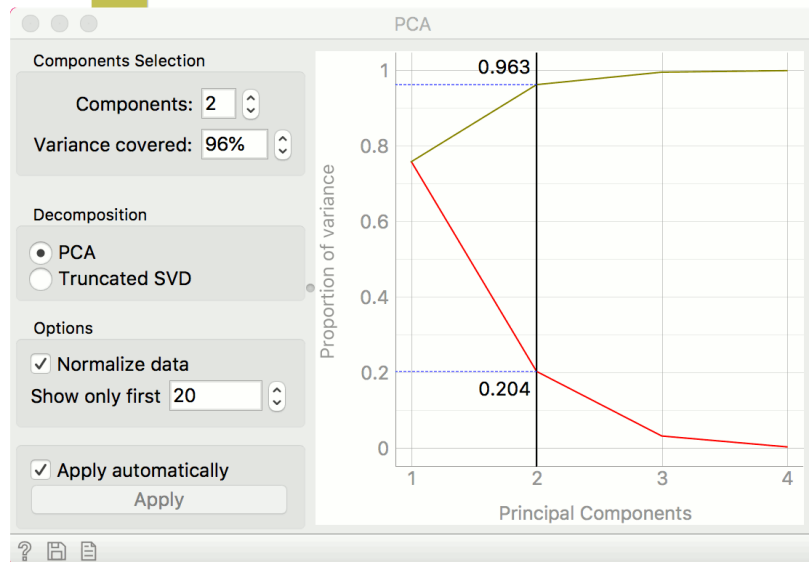 PCA
Components Selection
Components: 2
Variance covered: 96%
Decomposition
PCA
Truncated SVD
Options
Normalize data
Show only first 20
Apply automatically
Apply
?
Proportion of variance
1
0.8
0.6
0.4
0.2
0
0.963
0.204
1 2 3 4
Principal Components